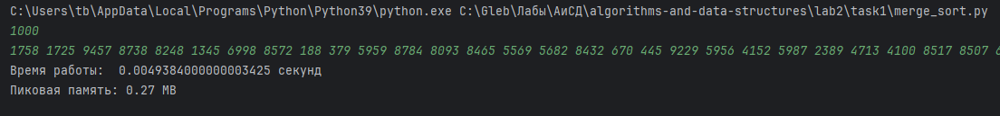 C:\Users\tb\AppData\Local\Programs\Python\Python39\python.exe C:\Gleb\Лабы\АиСД\algorithms-and-data-structures\lab2\task1\merge_sort.py
1000
1758 1725 9457 8738 8248 1345 6998 8572 188 379 5959 8784 8093 8465 5569 5682 8432 670 445 9229 5956 4152 5987 2389 4713 4100 8517 8507
Время работы:  0.0049384000000003425 секунд
Пиковая память: 0.27 MB